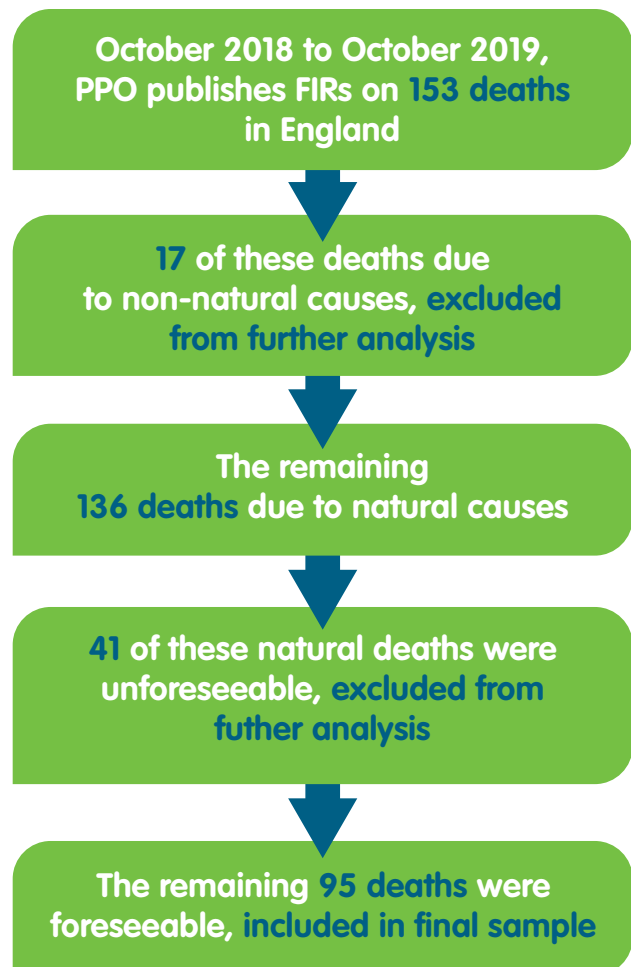 October 2018 to October 2019,
PPO publishes FIRs on 153 deaths
in England
17 of these deaths due
to non-natural causes, excluded
from further analysis
The remaining
136 deaths due to natural causes
41 of these natural deaths were
unforeseeable, excluded from
futher analysis
The remaining 95 deaths were
foreseeable, included in final sample